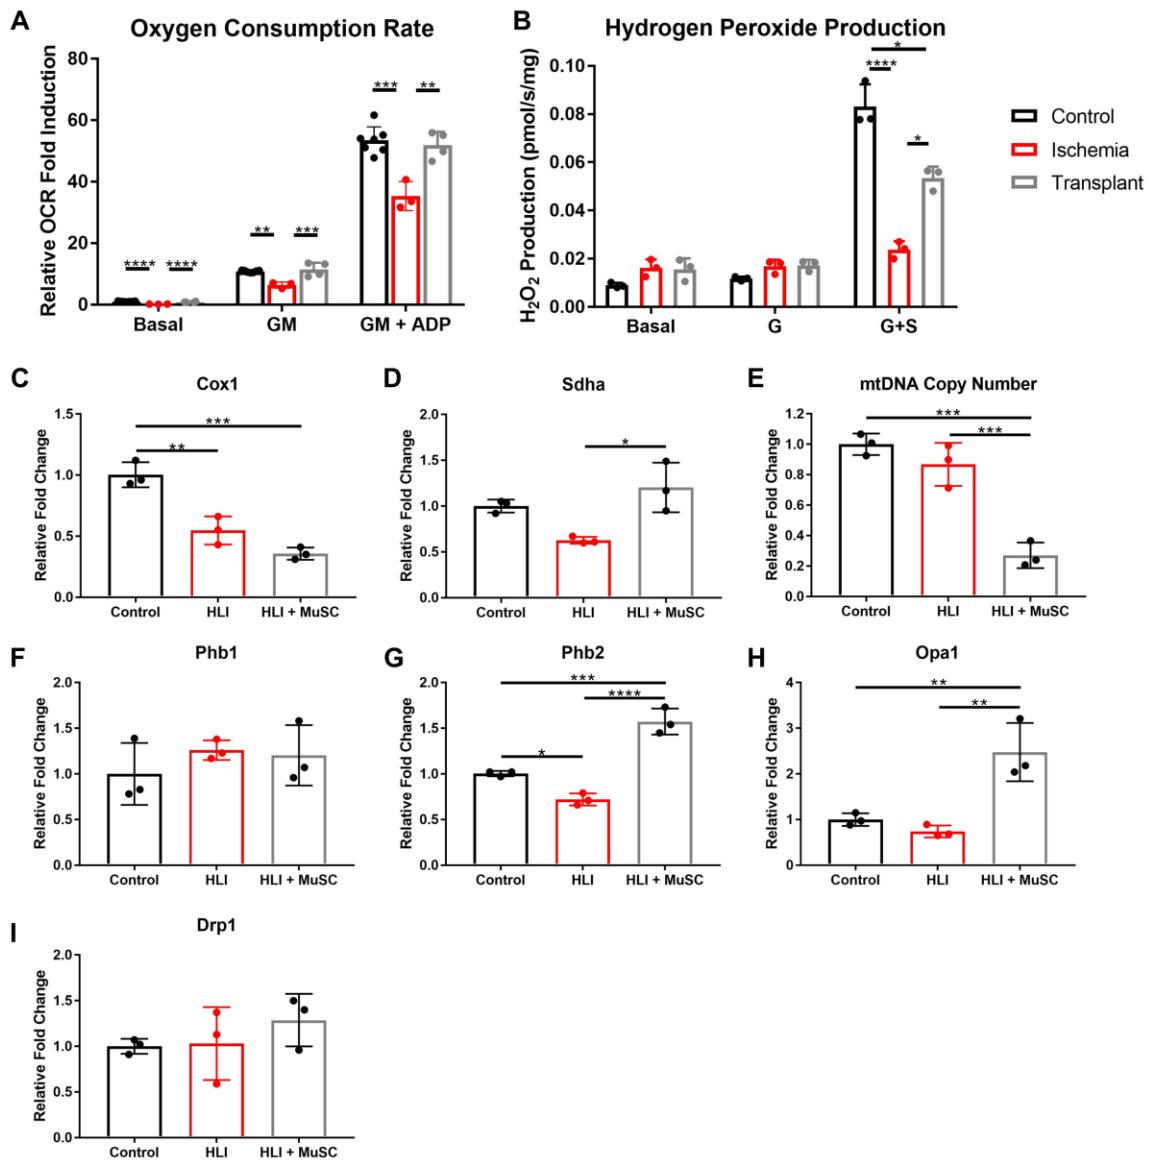 A
Oxygen Consumption Rate
Relative OCR Fold Induction
80
60
40
20
0
**** ****
** ***
*** **
Basal GM GM + ADP
B
Hydrogen Peroxide Production
H2O2 Production (pmol/s/mg)
0.10
0.08
0.06
0.04
0.02
0.00
*
****
*
Basal G G+S
Control
Ischemia
Transplant
C
Cox1
Relative Fold Change
1.5
1.0
0.5
0.0
***
**
Control HLI HLI + MuSC
D
Sdha
Relative Fold Change
2.0
1.5
1.0
0.5
0.0
*
Control HLI HLI + MuSC
E
mtDNA Copy Number
Relative Fold Change
1.2
1.0
0.8
0.6
0.4
0.2
0.0
***
***
Control HLI HLI + MuSC
F
Phb1
Relative Fold Change
2.0
1.5
1.0
0.5
0.0
Control HLI HLI + MuSC
G
Phb2
Relative Fold Change
2.0
1.5
1.0
0.5
0.0
***
****
*
Control HLI HLI + MuSC
H
Opa1
Relative Fold Change
4
3
2
1
0
**
**
Control HLI HLI + MuSC
I
Drp1
Relative Fold Change
2.0
1.5
1.0
0.5
0.0
Control HLI HLI + MuSC